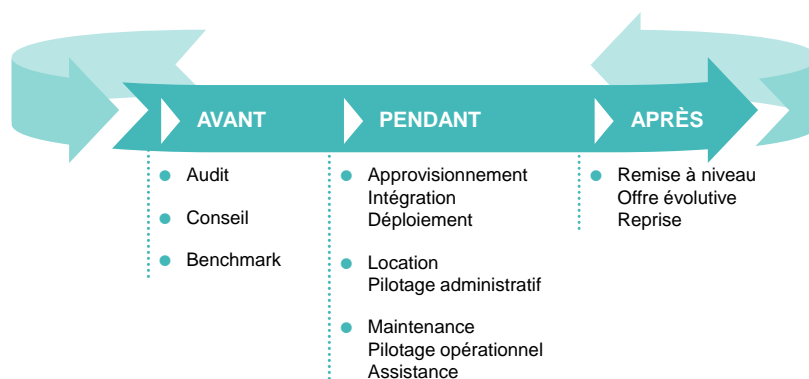 AVANT
PENDANT
APRÈS
Audit
Conseil
Benchmark
Approvisionnement
Intégration
Déploiement
Location
Pilotage administratif
Maintenance
Pilotage opérationnel
Assistance
Remise à niveau
Offre évolutive
Reprise